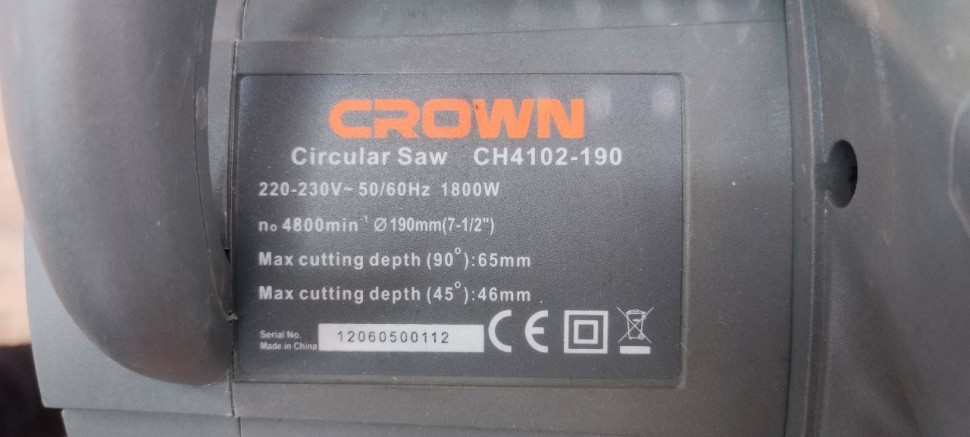 CROWN
Circular Saw CH4102-190
220-230V~ 50/60Hz 1800W
no 4800min⁻¹ Ø190mm(7-1/2")
Max cutting depth (90°):65mm
Max cutting depth (45°):46mm
Serial No.
Made in China
12060500112
CE